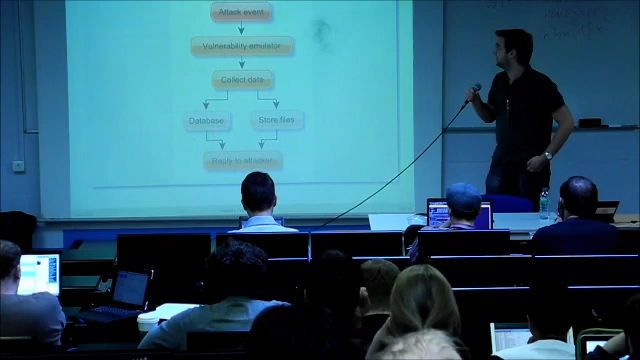 Attack event
Vulnerability emulator
Collect data
Database
Store files
Reply to attacker